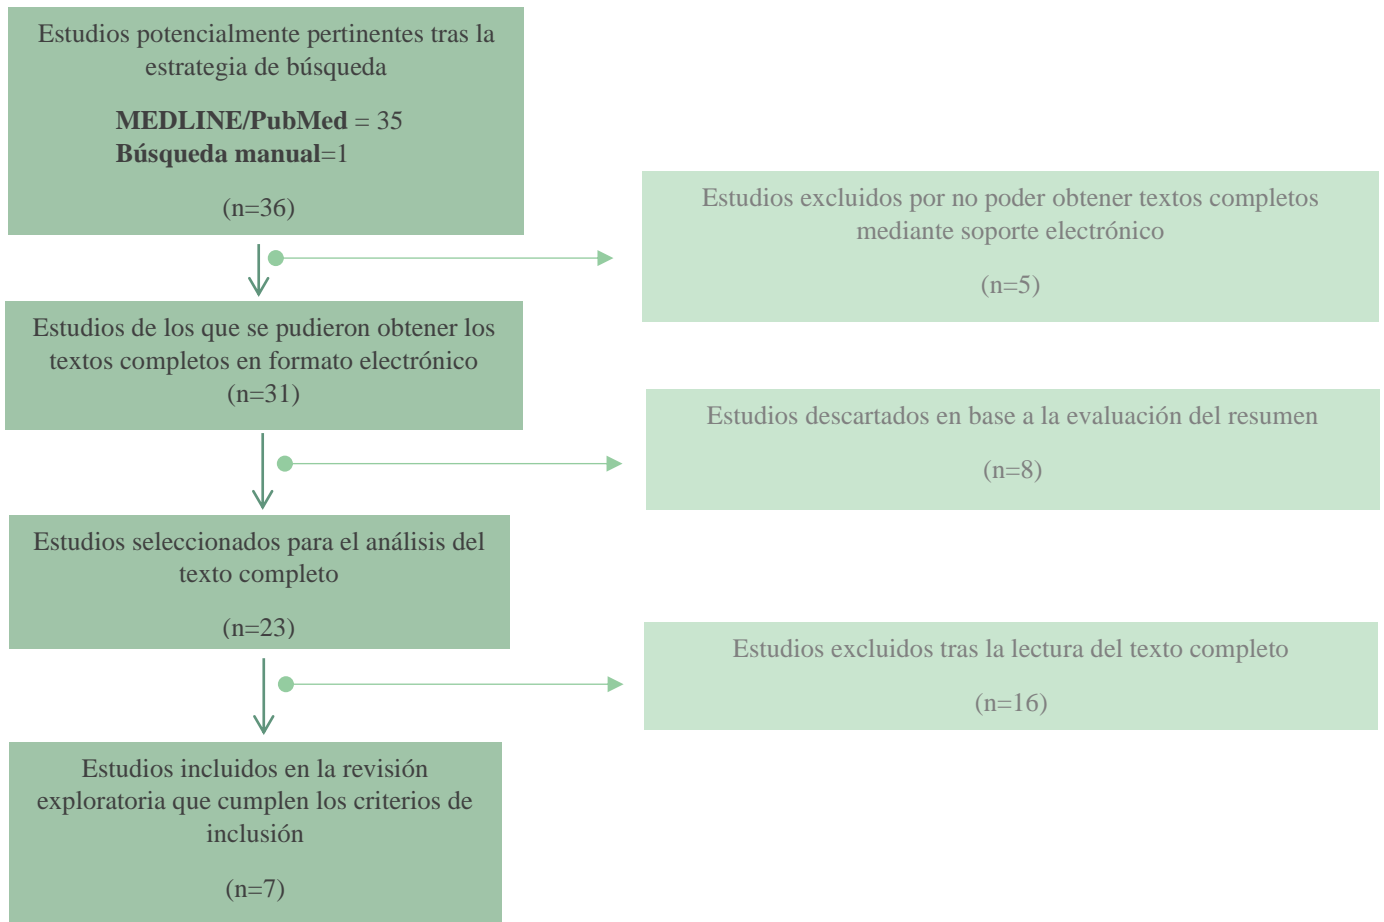 Estudios potencialmente pertinentes tras la
estrategia de búsqueda
MEDLINE/PubMed = 35
Búsqueda manual=1
(n=36)
Estudios excluidos por no poder obtener textos completos
mediante soporte electrónico
(n=5)
Estudios de los que se pudieron obtener los
textos completos en formato electrónico
(n=31)
Estudios descartados en base a la evaluación del resumen
(n=8)
Estudios seleccionados para el análisis del
texto completo
(n=23)
Estudios excluidos tras la lectura del texto completo
(n=16)
Estudios incluidos en la revisión
exploratoria que cumplen los criterios de
inclusión
(n=7)